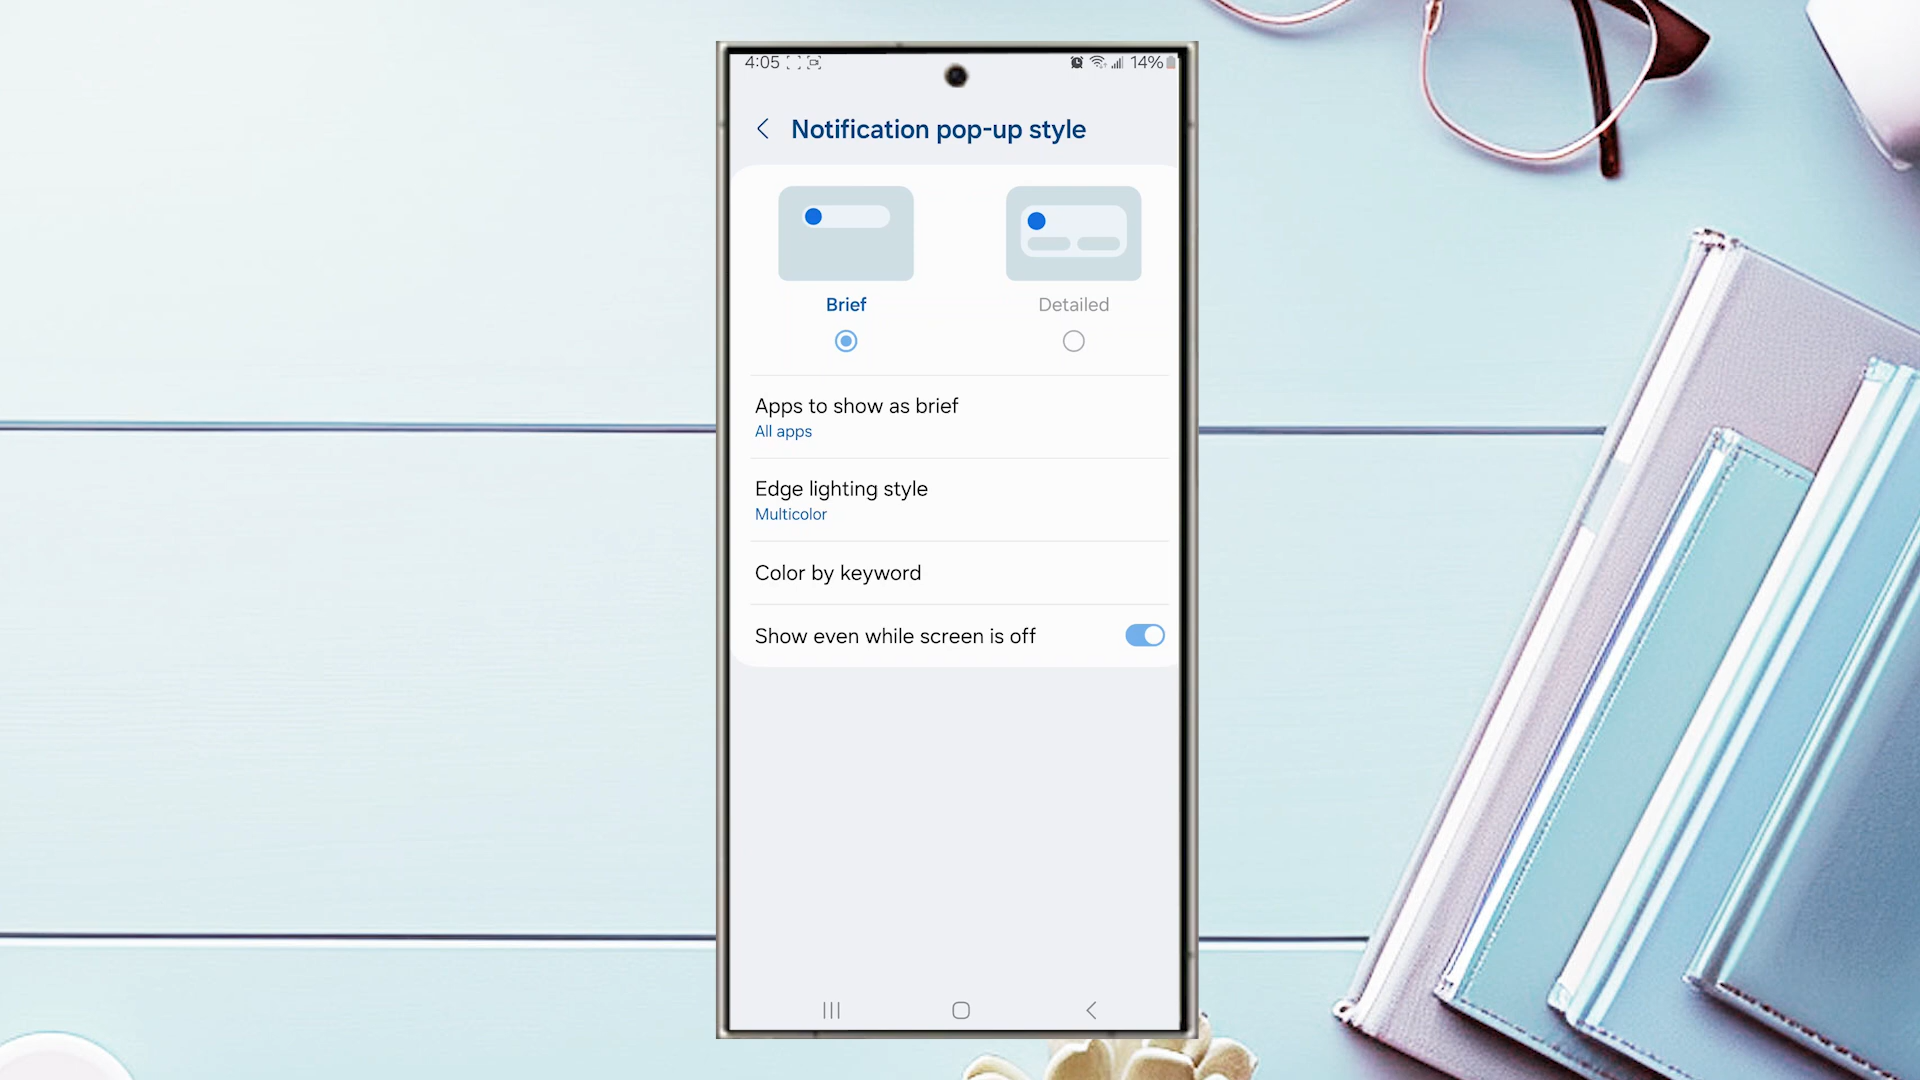 4:05
14%
Notification pop-up style
Brief
Detailed
Apps to show as brief
All apps
Edge lighting style
Multicolor
Color by keyword
Show even while screen is off